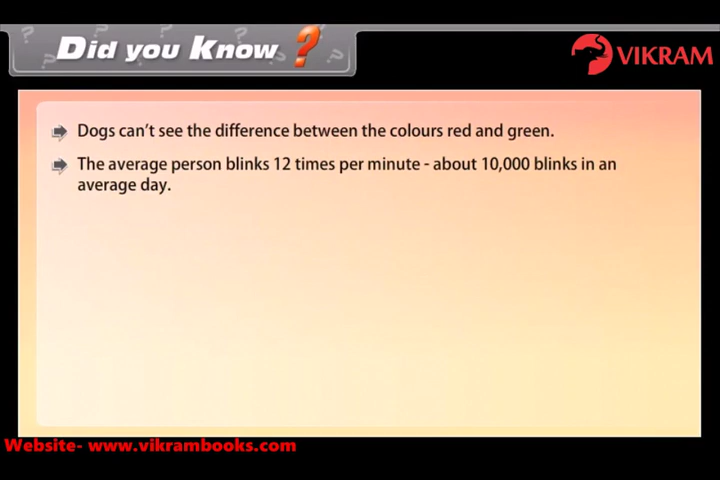 Did you Know ?
VIKRAM
Dogs can't see the difference between the colours red and green.
The average person blinks 12 times per minute - about 10,000 blinks in an
average day.
Website- www.vikrambooks.com